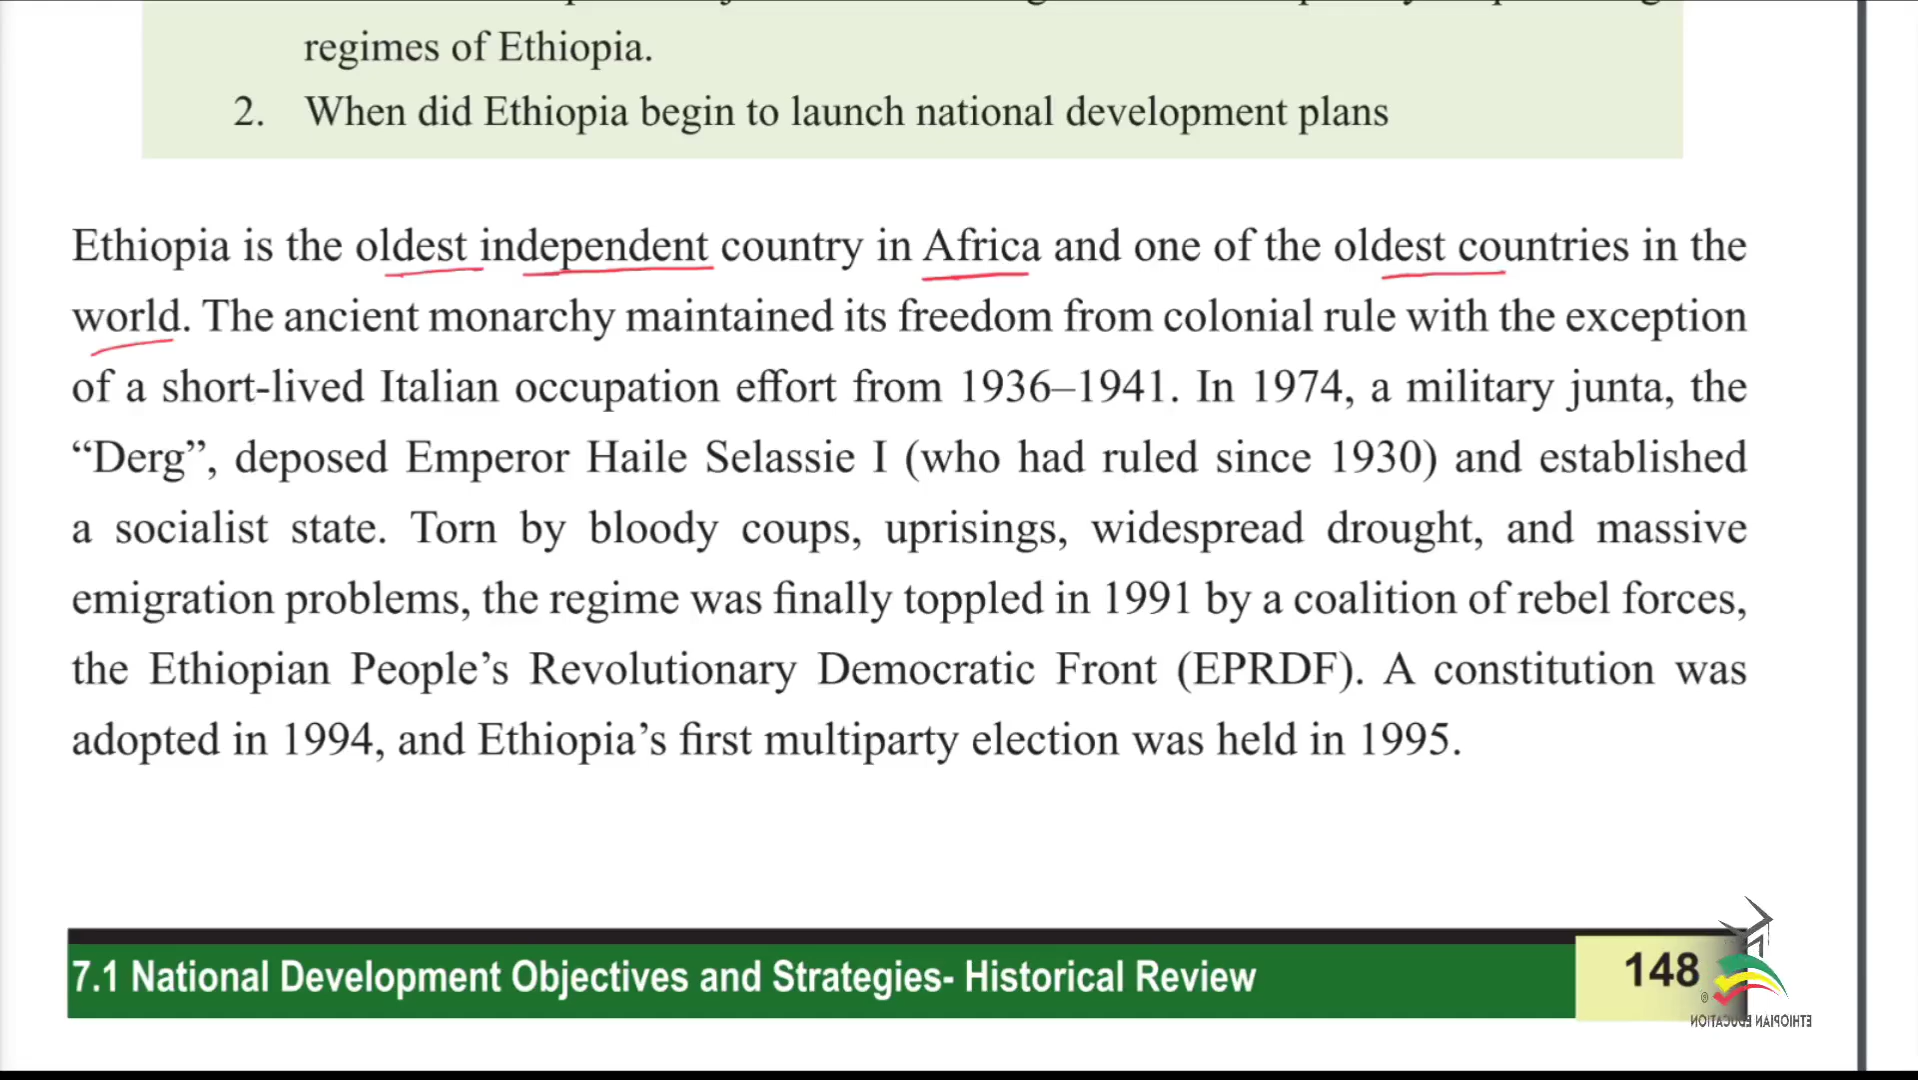 regimes of Ethiopia.
2. When did Ethiopia begin to launch national development plans
Ethiopia is the oldest independent country in Africa and one of the oldest countries in the
world. The ancient monarchy maintained its freedom from colonial rule with the exception
of a short-lived Italian occupation effort from 1936–1941. In 1974, a military junta, the
“Derg”, deposed Emperor Haile Selassie I (who had ruled since 1930) and established
a socialist state. Torn by bloody coups, uprisings, widespread drought, and massive
emigration problems, the regime was finally toppled in 1991 by a coalition of rebel forces,
the Ethiopian People’s Revolutionary Democratic Front (EPRDF). A constitution was
adopted in 1994, and Ethiopia’s first multiparty election was held in 1995.
7.1 National Development Objectives and Strategies- Historical Review
148
©
ETHIOPIAN EDUCATION